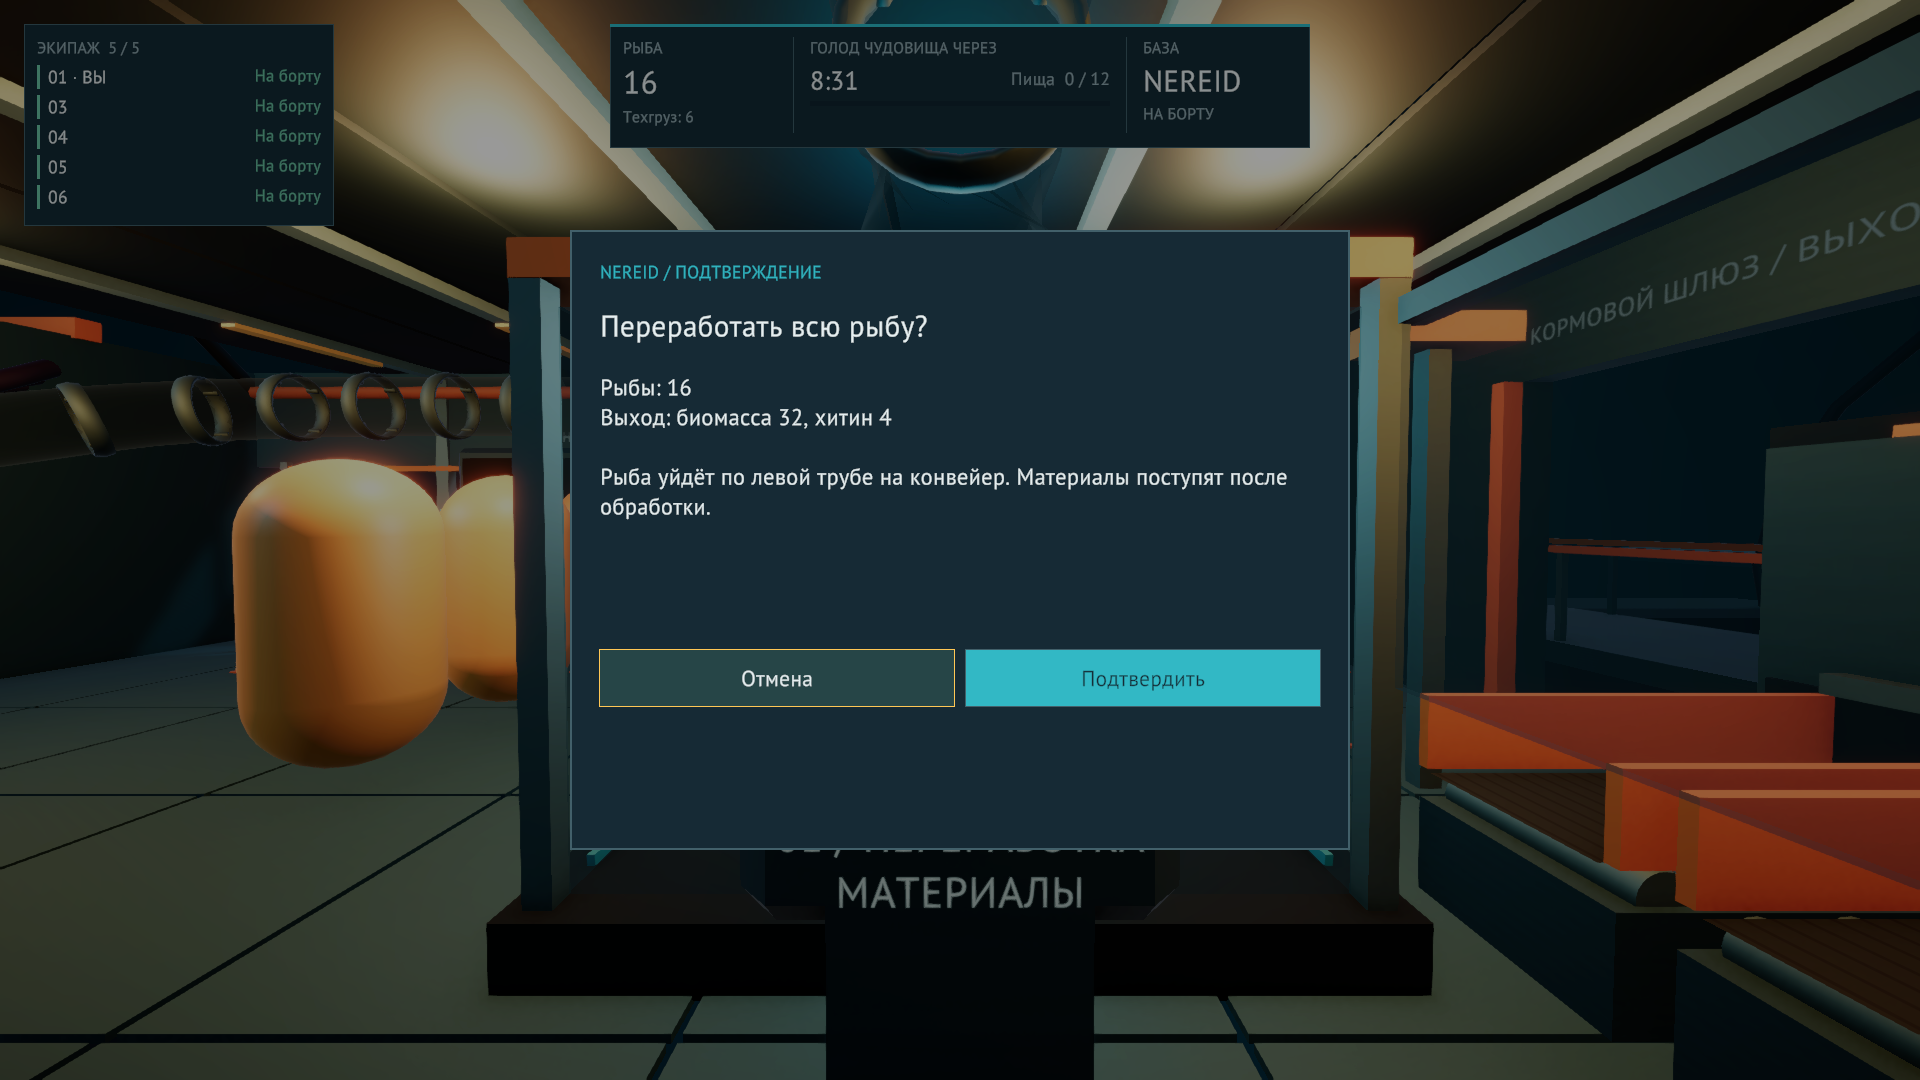 ЭКИПАЖ 5 / 5
01 · ВЫ На борту
03 На борту
04 На борту
05 На борту
06 На борту
РЫБА
16
Техгруз: 6
ГОЛОД ЧУДОВИЩА ЧЕРЕЗ
8:31 Пища 0 / 12
БАЗА
NEREID
НА БОРТУ
КОРМОВОЙ ШЛЮЗ / ВЫХО
NEREID / ПОДТВЕРЖДЕНИЕ
Переработать всю рыбу?
Рыбы: 16
Выход: биомасса 32, хитин 4
Рыба уйдёт по левой трубе на конвейер. Материалы поступят после
обработки.
Отмена
Подтвердить
МАТЕРИАЛЫ